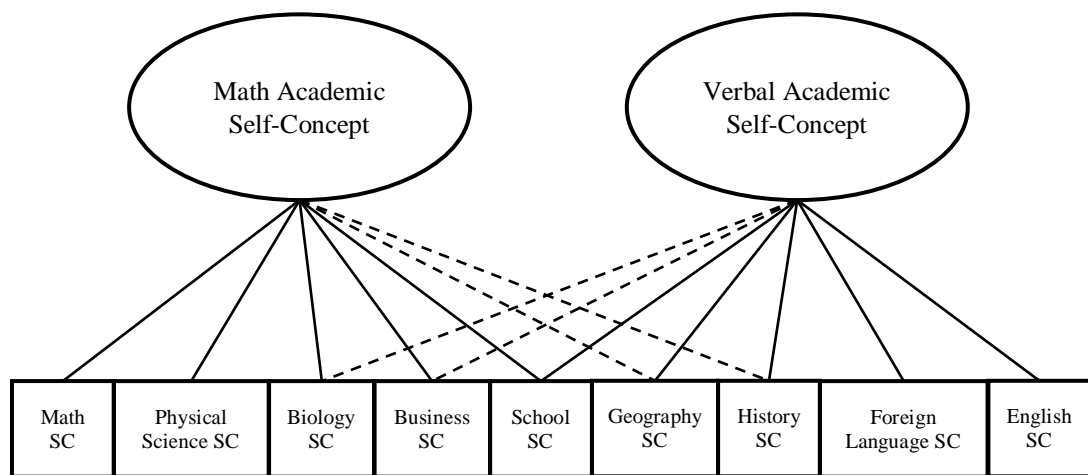 Math Academic
Self-Concept
Verbal Academic
Self-Concept
Math
SC
Physical
Science SC
Biology
SC
Business
SC
School
SC
Geography
SC
History
SC
Foreign
Language SC
English
SC